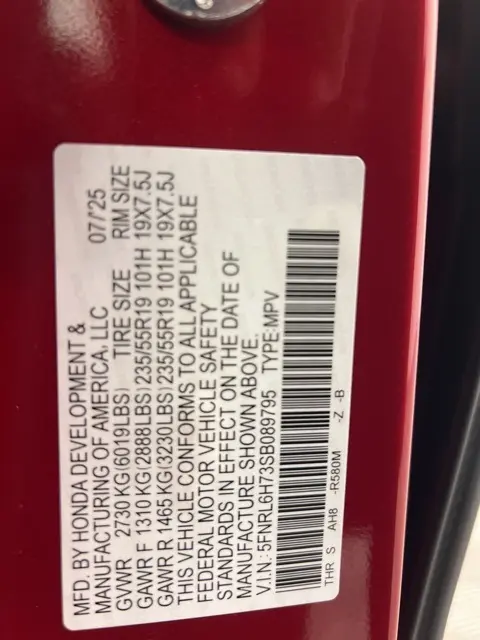 MFD. BY HONDA DEVELOPMENT &
MANUFACTURING OF AMERICA, LLC 07/'25
GVWR 2730 KG(6019LBS) TIRE SIZE RIM SIZE
GAWR F 1310 KG(2888LBS)235/55R19 101H 19X7.5J
GAWR R 1465 KG(3230LBS)235/55R19 101H 19X7.5J
THIS VEHICLE CONFORMS TO ALL APPLICABLE
FEDERAL MOTOR VEHICLE SAFETY
STANDARDS IN EFFECT ON THE DATE OF
MANUFACTURE SHOWN ABOVE.
V.I.N.:5FNRL6H73SB089795 TYPE:MPV
THR S AH8 -R580M -Z -B